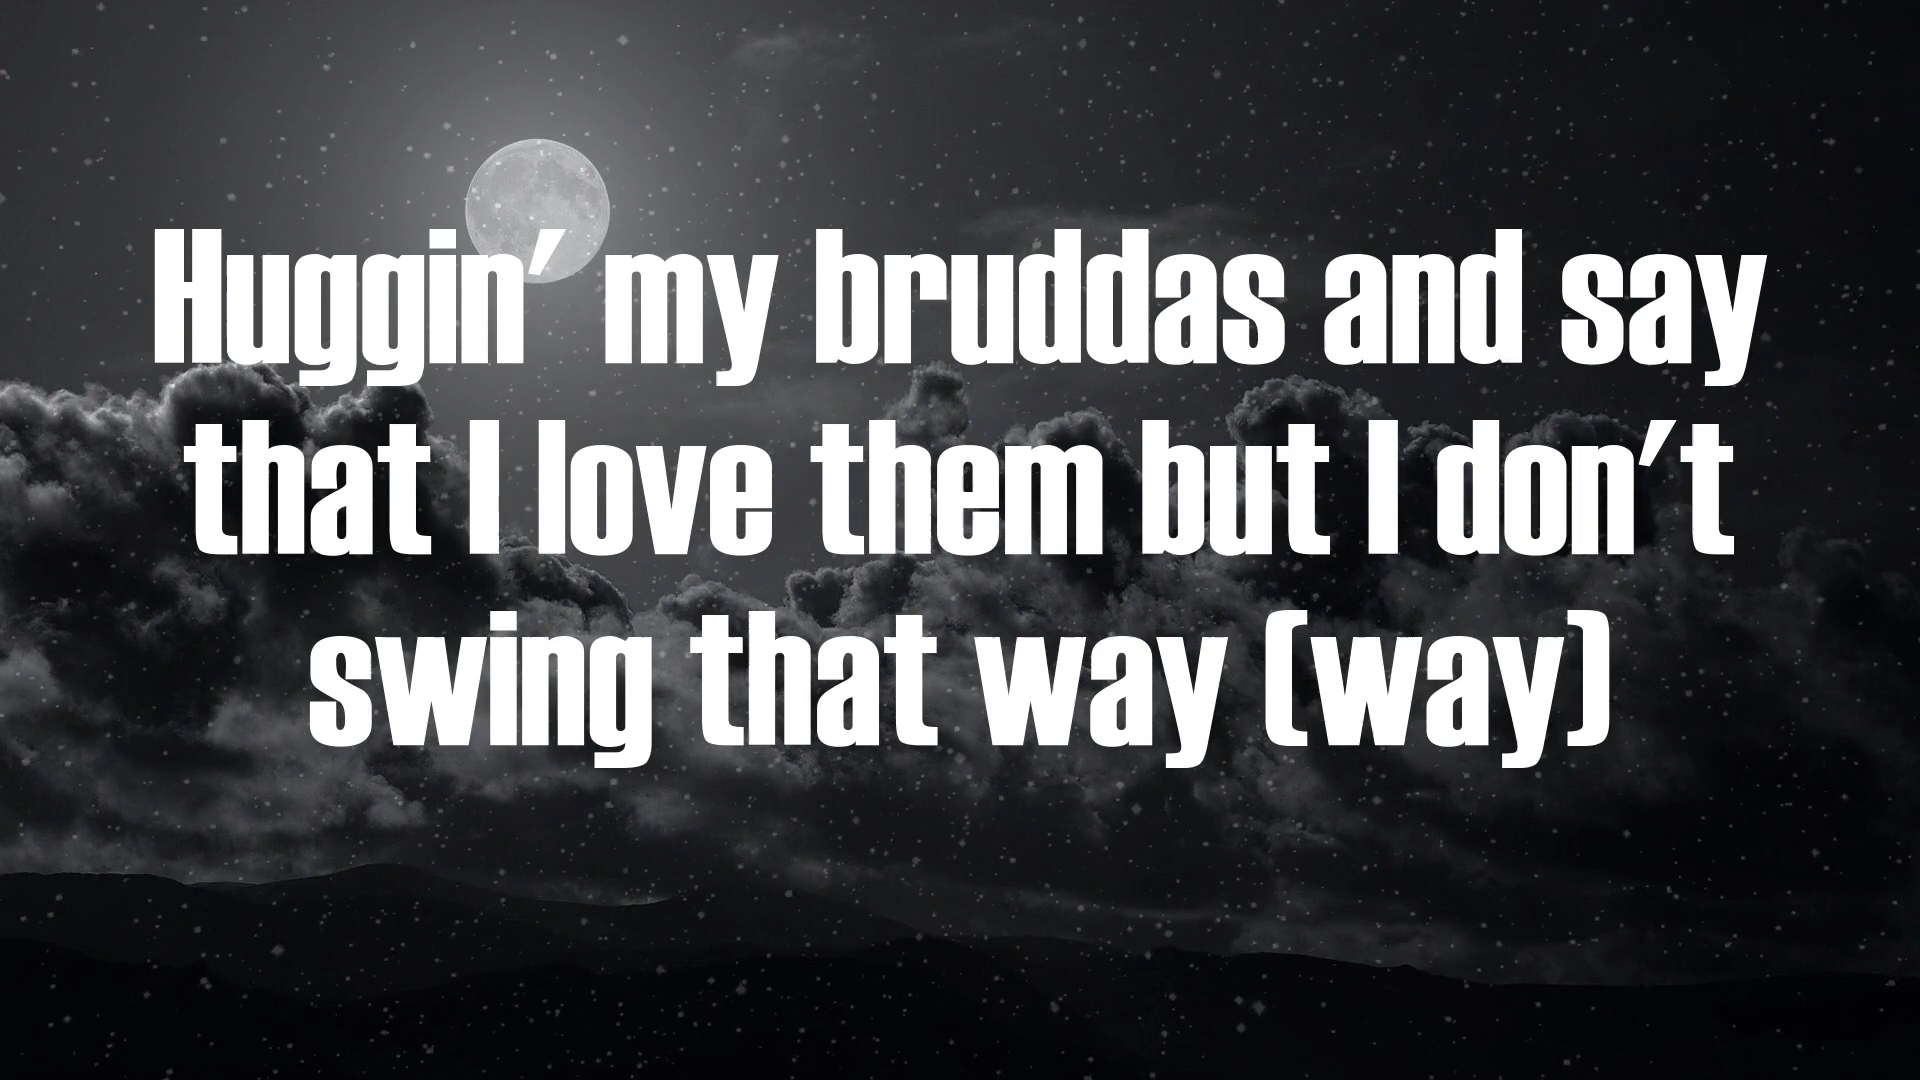 Huggin' my bruddas and say
that I love them but I don't
swing that way (way)